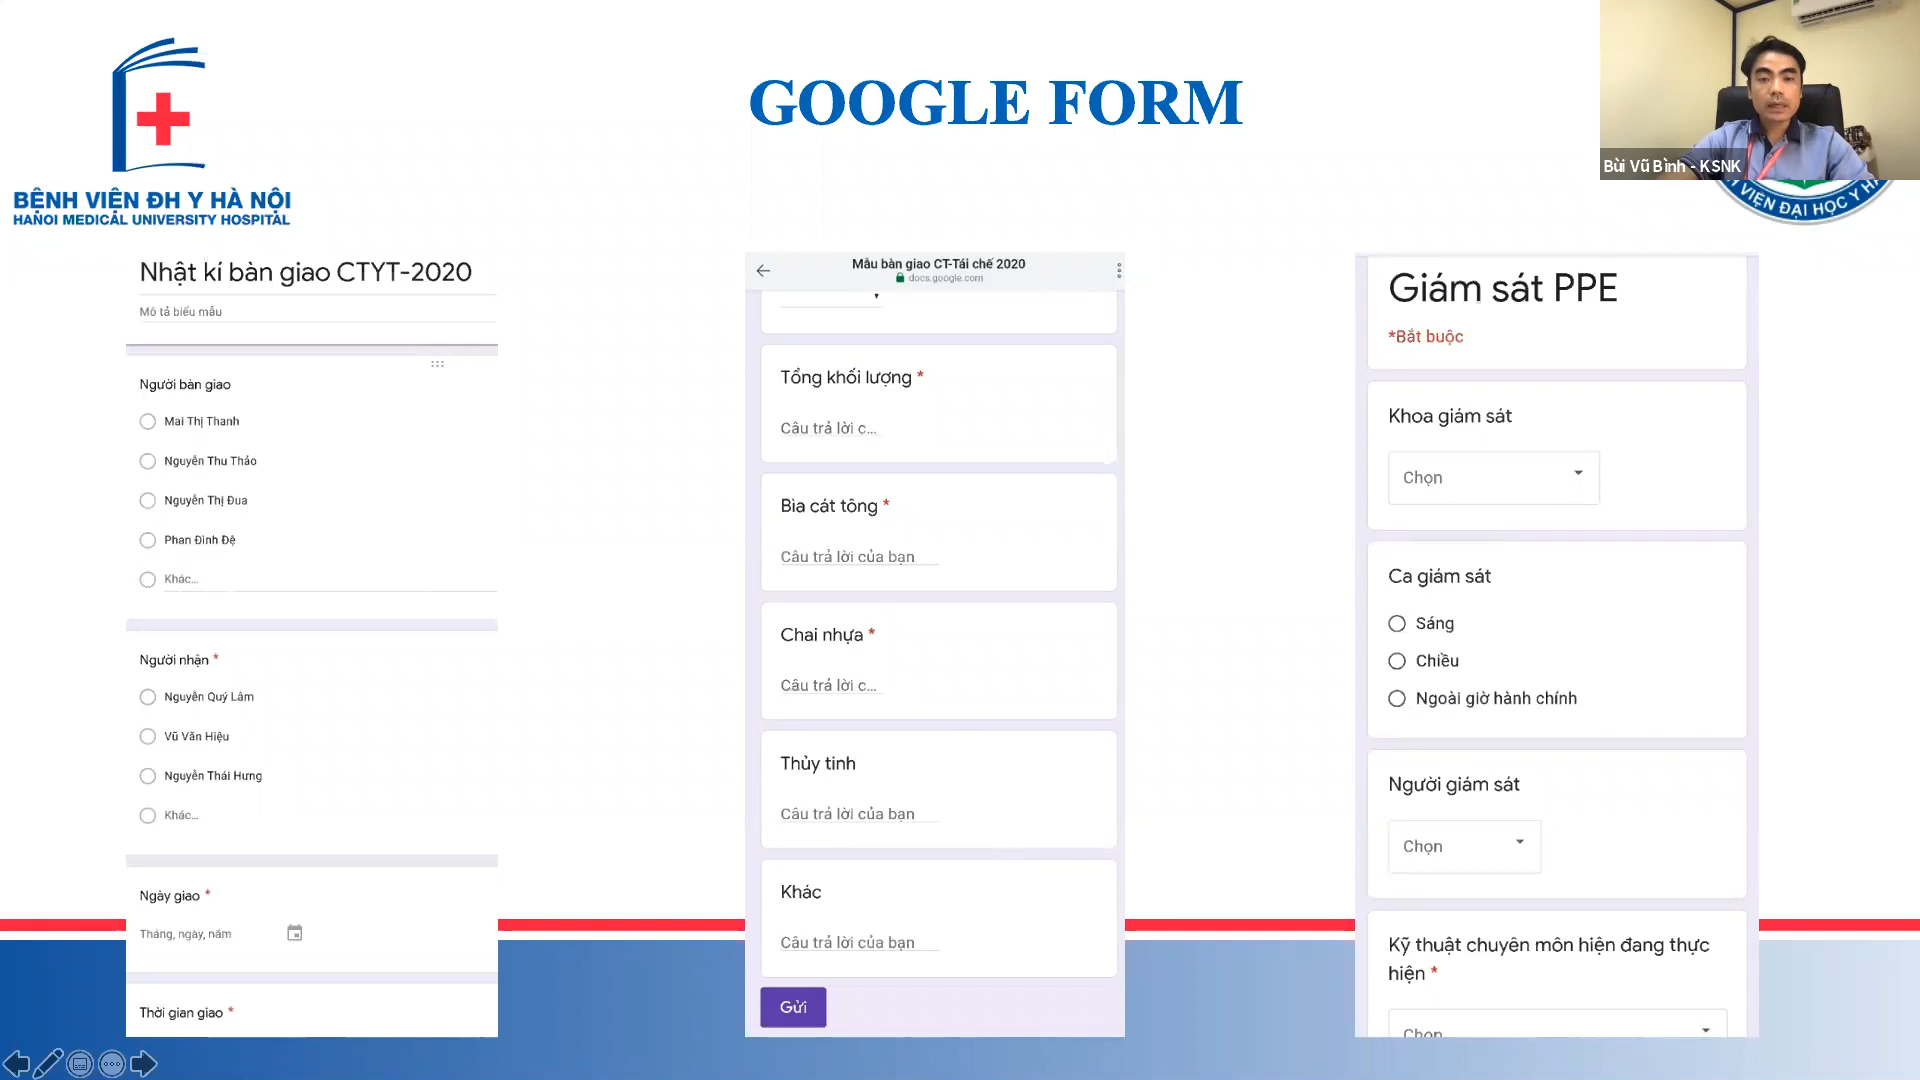 GOOGLE FORM
BỆNH VIỆN ĐH Y HÀ NỘI
HANOI MEDICAL UNIVERSITY HOSPITAL
Bùi Vũ Bình - KSNK
VIỆN ĐẠI HỌC Y H
Nhật kí bàn giao CTYT-2020
Mô tả biểu mẫu
Người bàn giao
Mai Thị Thanh
Nguyễn Thu Thảo
Nguyễn Thị Đua
Phan Đình Đệ
Khác...
Người nhận *
Nguyễn Quý Lâm
Vũ Văn Hiệu
Nguyễn Thái Hưng
Khác...
Ngày giao *
Tháng, ngày, năm
Thời gian giao *
Mẫu bàn giao CT-Tái chế 2020
docs.google.com
Tổng khối lượng *
Câu trả lời c...
Bìa cát tông *
Câu trả lời của bạn
Chai nhựa *
Câu trả lời c...
Thủy tinh
Câu trả lời của bạn
Khác
Câu trả lời của bạn
Gửi
Giám sát PPE
*Bắt buộc
Khoa giám sát
Chọn
Ca giám sát
Sáng
Chiều
Ngoài giờ hành chính
Người giám sát
Chọn
Kỹ thuật chuyên môn hiện đang thực
hiện *
Chọn